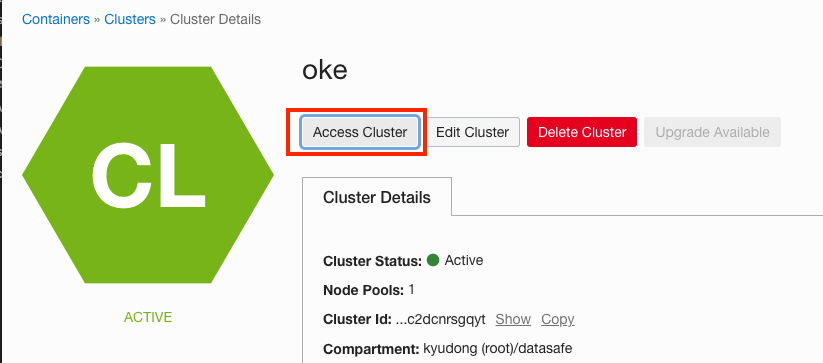 Containers » Clusters » Cluster Details
oke
CL
Access Cluster Edit Cluster Delete Cluster Upgrade Available
Cluster Details
Cluster Status: Active
Node Pools: 1
Cluster Id: ...c2dcnrsgqyt Show Copy
ACTIVE
Compartment: kyudong (root)/datasafe